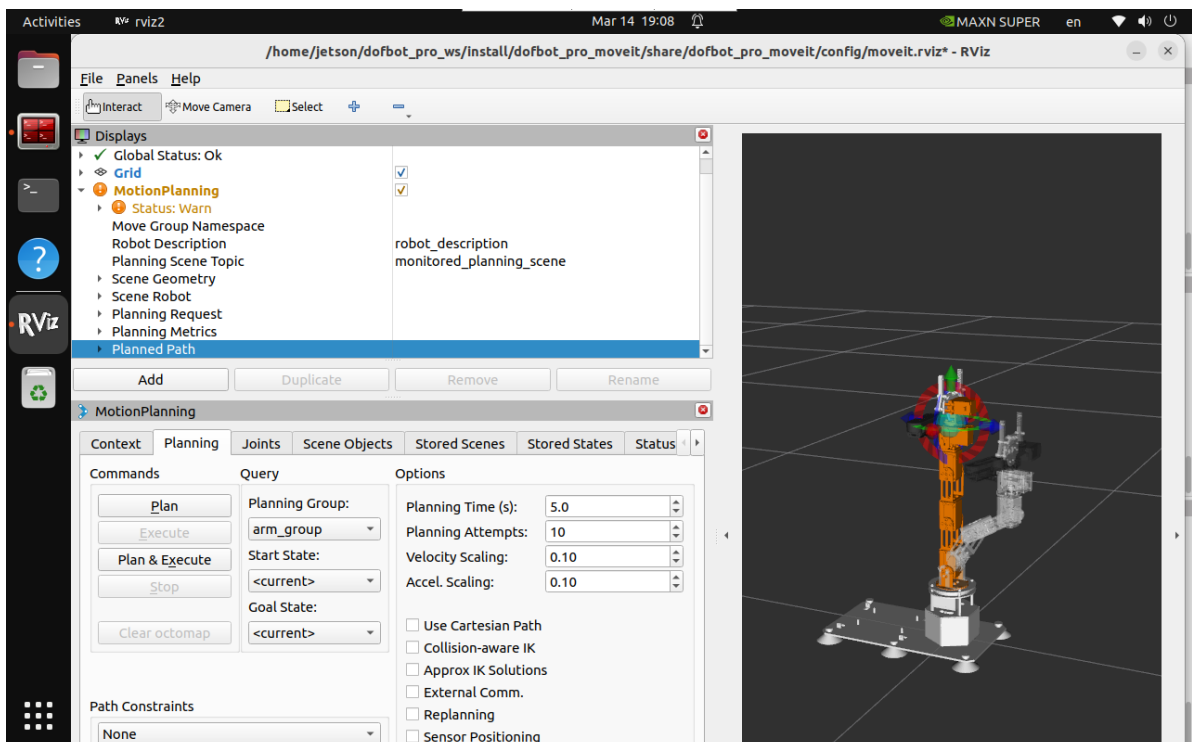 Activities RViz rviz2 Mar 14 19:08 MAXN SUPER en
/home/jetson/dofbot_pro_ws/install/dofbot_pro_moveit/share/dofbot_pro_moveit/config/moveit.rviz* - RViz
File Panels Help
Interact Move Camera Select
Displays
Global Status: Ok
Grid
MotionPlanning
Status: Warn
Move Group Namespace
Robot Description robot_description
Planning Scene Topic monitored_planning_scene
Scene Geometry
Scene Robot
Planning Request
RViz
Planning Metrics
Planned Path
Add Duplicate Remove Rename
MotionPlanning
Context Planning Joints Scene Objects Stored Scenes Stored States Status
Commands Query Options
Plan Planning Group: Planning Time (s): 5.0
Execute arm_group Planning Attempts: 10
Plan & Execute Start State: Velocity Scaling: 0.10
Stop <current> Accel. Scaling: 0.10
Goal State:
Clear octomap <current> Use Cartesian Path
Collision-aware IK
Approx IK Solutions
External Comm.
Path Constraints Replanning
None Sensor Positioning